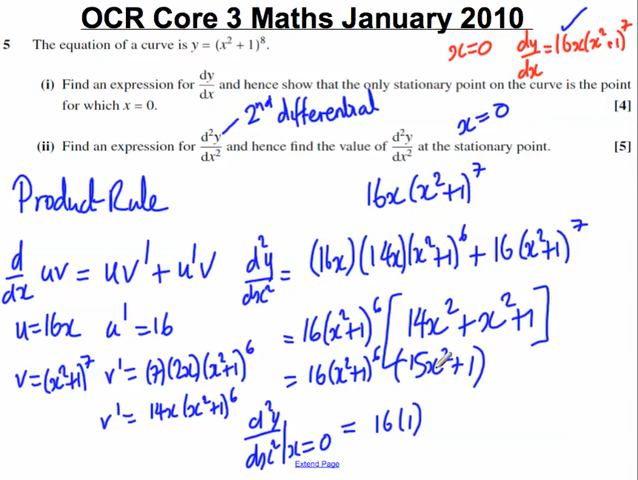 OCR Core 3 Maths January 2010
5 The equation of a curve is y = (x² + 1)⁸.
x=0 dy/dx = 16x(x²+1)⁷
(i) Find an expression for dy/dx and hence show that the only stationary point on the curve is the point
for which x = 0. [4]
2nd differential
x=0
(ii) Find an expression for d²y/dx² and hence find the value of d²y/dx² at the stationary point. [5]
Product Rule
16x(x²+1)⁷
d/dx uv = uv' + u'v
d²y/dx² = (16x)(14x)(x²+1)⁶ + 16(x²+1)⁷
u=16x u'=16
= 16(x²+1)⁶ [14x²+x²+1]
v=(x²+1)⁷ v'=(7)(2x)(x²+1)⁶
= 16(x²+1)⁶ (15x²+1)
v'= 14x(x²+1)⁶
d²y/dx²|x=0 = 16(1)
Extend Page